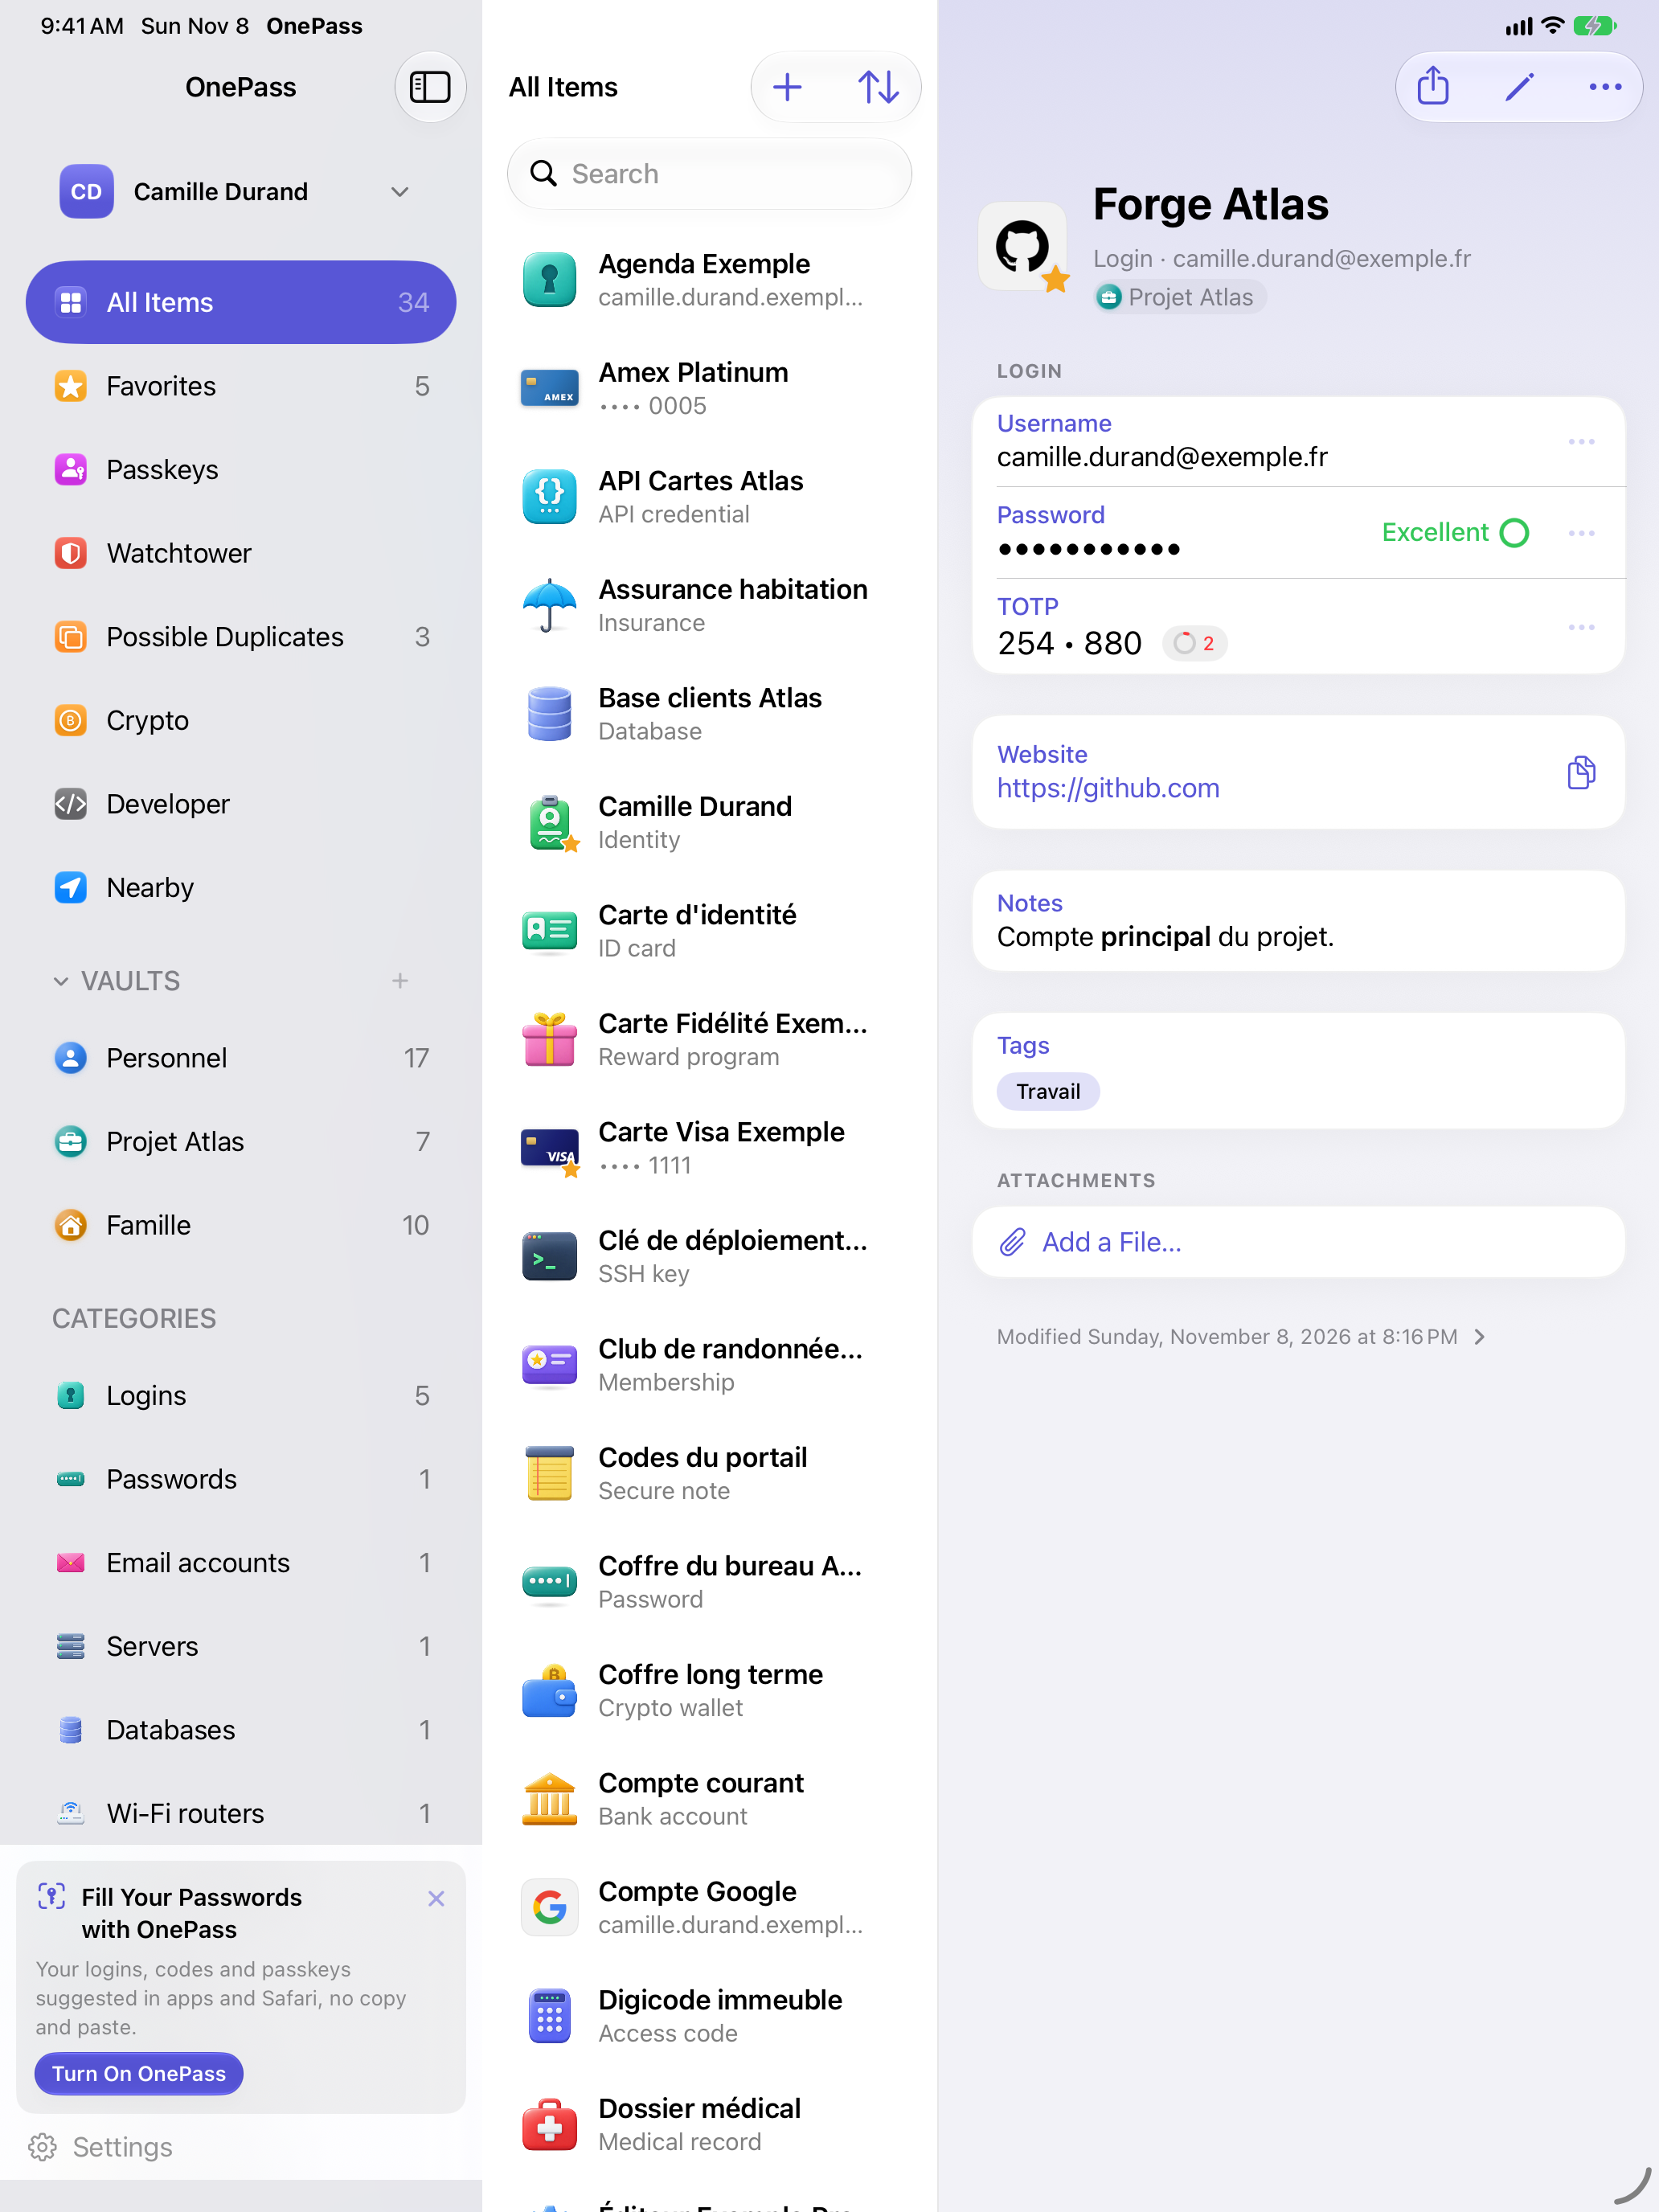 9:41 AM Sun Nov 8 OnePass
OnePass
CD Camille Durand
All Items 34
Favorites 5
Passkeys
Watchtower
Possible Duplicates 3
Crypto
Developer
Nearby
VAULTS
Personnel 17
Projet Atlas 7
Famille 10
CATEGORIES
Logins 5
Passwords 1
Email accounts 1
Servers 1
Databases 1
Wi-Fi routers 1
Fill Your Passwords
with OnePass
Your logins, codes and passkeys
suggested in apps and Safari, no copy
and paste.
Turn On OnePass
Settings
All Items
Search
Agenda Exemple
camille.durand.exempl...
Amex Platinum
AMEX
•••• 0005
API Cartes Atlas
API credential
Assurance habitation
Insurance
Base clients Atlas
Database
Camille Durand
Identity
Carte d'identité
ID card
Carte Fidélité Exem...
Reward program
Carte Visa Exemple
VISA
•••• 1111
Clé de déploiement...
SSH key
Club de randonnée...
Membership
Codes du portail
Secure note
Coffre du bureau A...
Password
Coffre long terme
Crypto wallet
Compte courant
Bank account
Compte Google
camille.durand.exempl...
Digicode immeuble
Access code
Dossier médical
Medical record
Forge Atlas
Login · camille.durand@exemple.fr
Projet Atlas
LOGIN
Username
camille.durand@exemple.fr
Password
•••••••••••
Excellent
TOTP
254 • 880 2
Website
https://github.com
Notes
Compte principal du projet.
Tags
Travail
ATTACHMENTS
Add a File...
Modified Sunday, November 8, 2026 at 8:16 PM